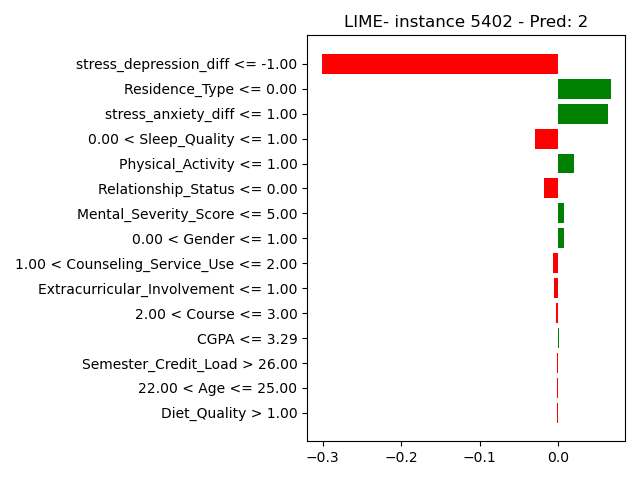 LIME- instance 5402 - Pred: 2
stress_depression_diff <= -1.00
Residence_Type <= 0.00
stress_anxiety_diff <= 1.00
0.00 < Sleep_Quality <= 1.00
Physical_Activity <= 1.00
Relationship_Status <= 0.00
Mental_Severity_Score <= 5.00
0.00 < Gender <= 1.00
1.00 < Counseling_Service_Use <= 2.00
Extracurricular_Involvement <= 1.00
2.00 < Course <= 3.00
CGPA <= 3.29
Semester_Credit_Load > 26.00
22.00 < Age <= 25.00
Diet_Quality > 1.00
−0.3 −0.2 −0.1 0.0